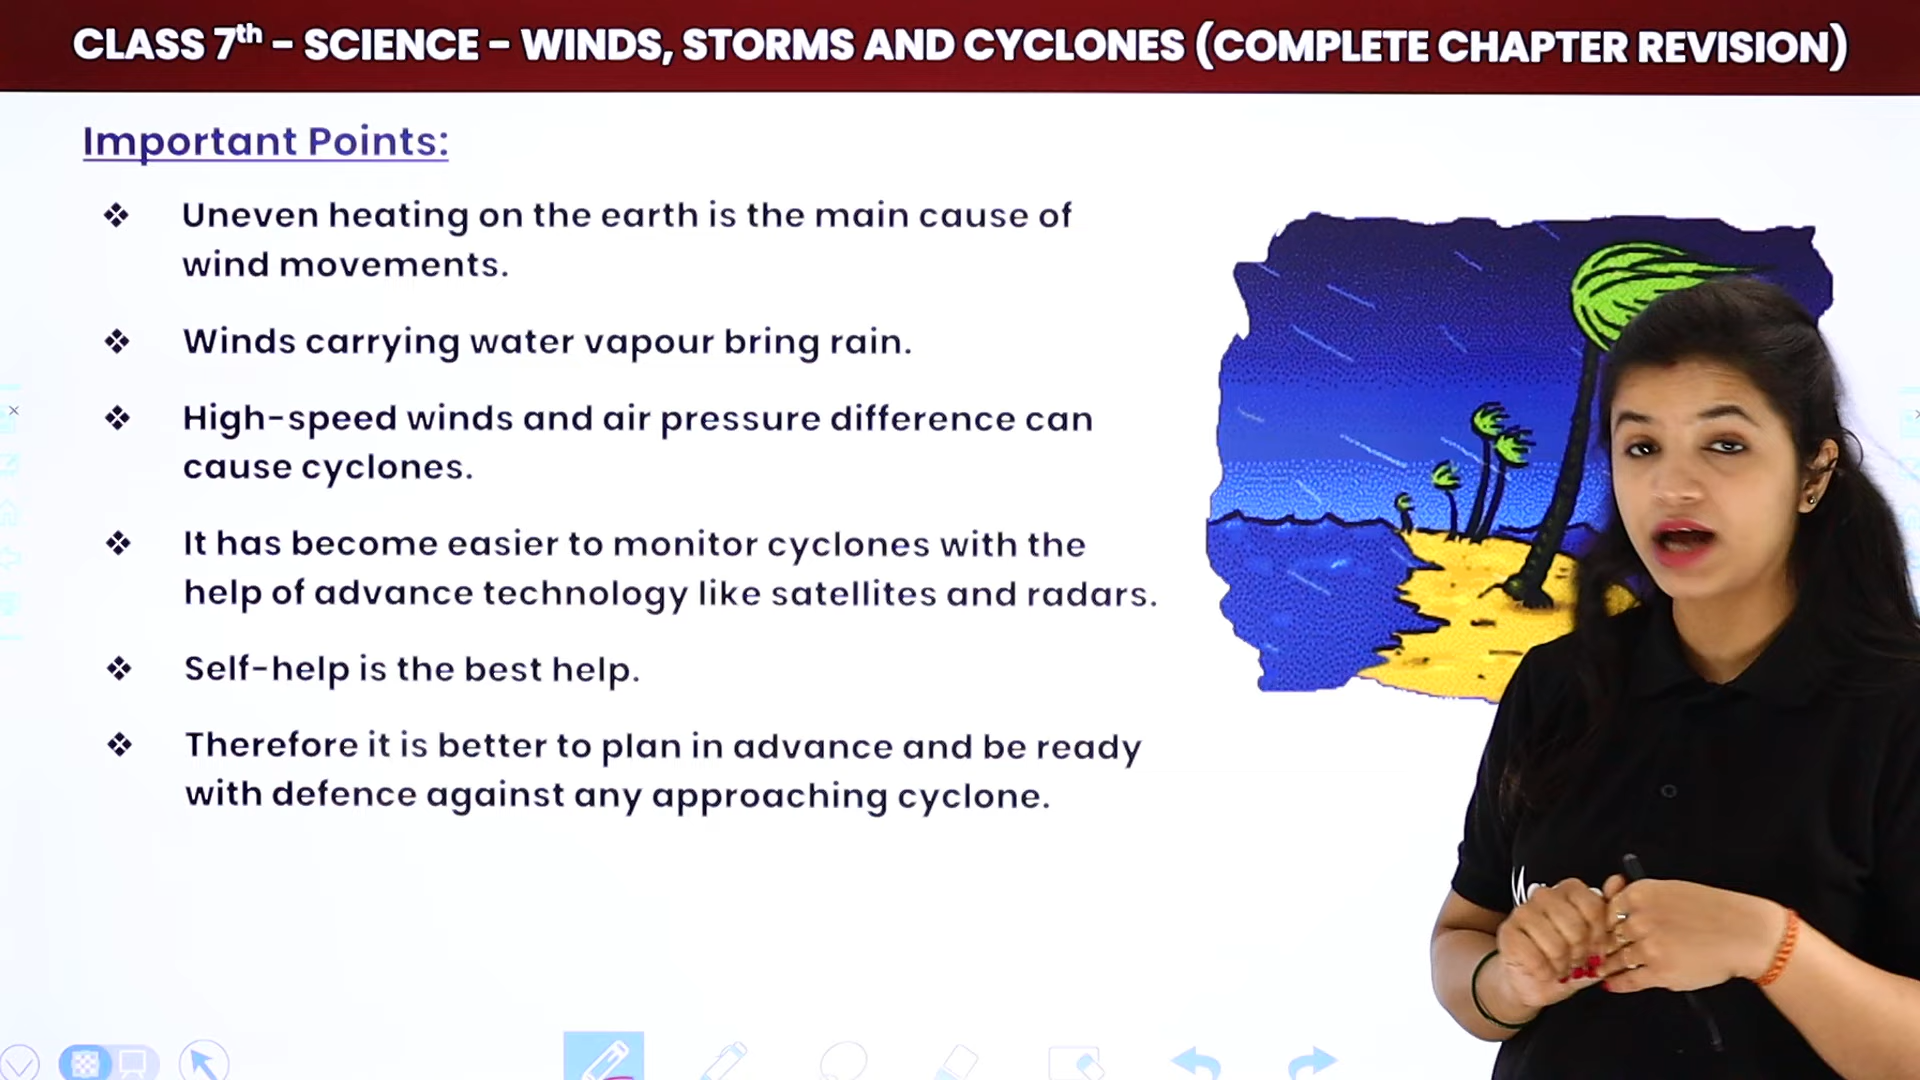 CLASS 7th - SCIENCE - WINDS, STORMS AND CYCLONES (COMPLETE CHAPTER REVISION)
Important Points:
❖ Uneven heating on the earth is the main cause of
wind movements.
❖ Winds carrying water vapour bring rain.
❖ High-speed winds and air pressure difference can
cause cyclones.
❖ It has become easier to monitor cyclones with the
help of advance technology like satellites and radars.
❖ Self-help is the best help.
❖ Therefore it is better to plan in advance and be ready
with defence against any approaching cyclone.